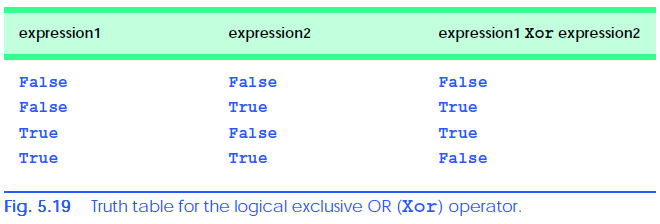 expression1 expression2 expression1 Xor expression2
False False False
False True True
True False True
True True False
Fig. 5.19 Truth table for the logical exclusive OR (Xor) operator.